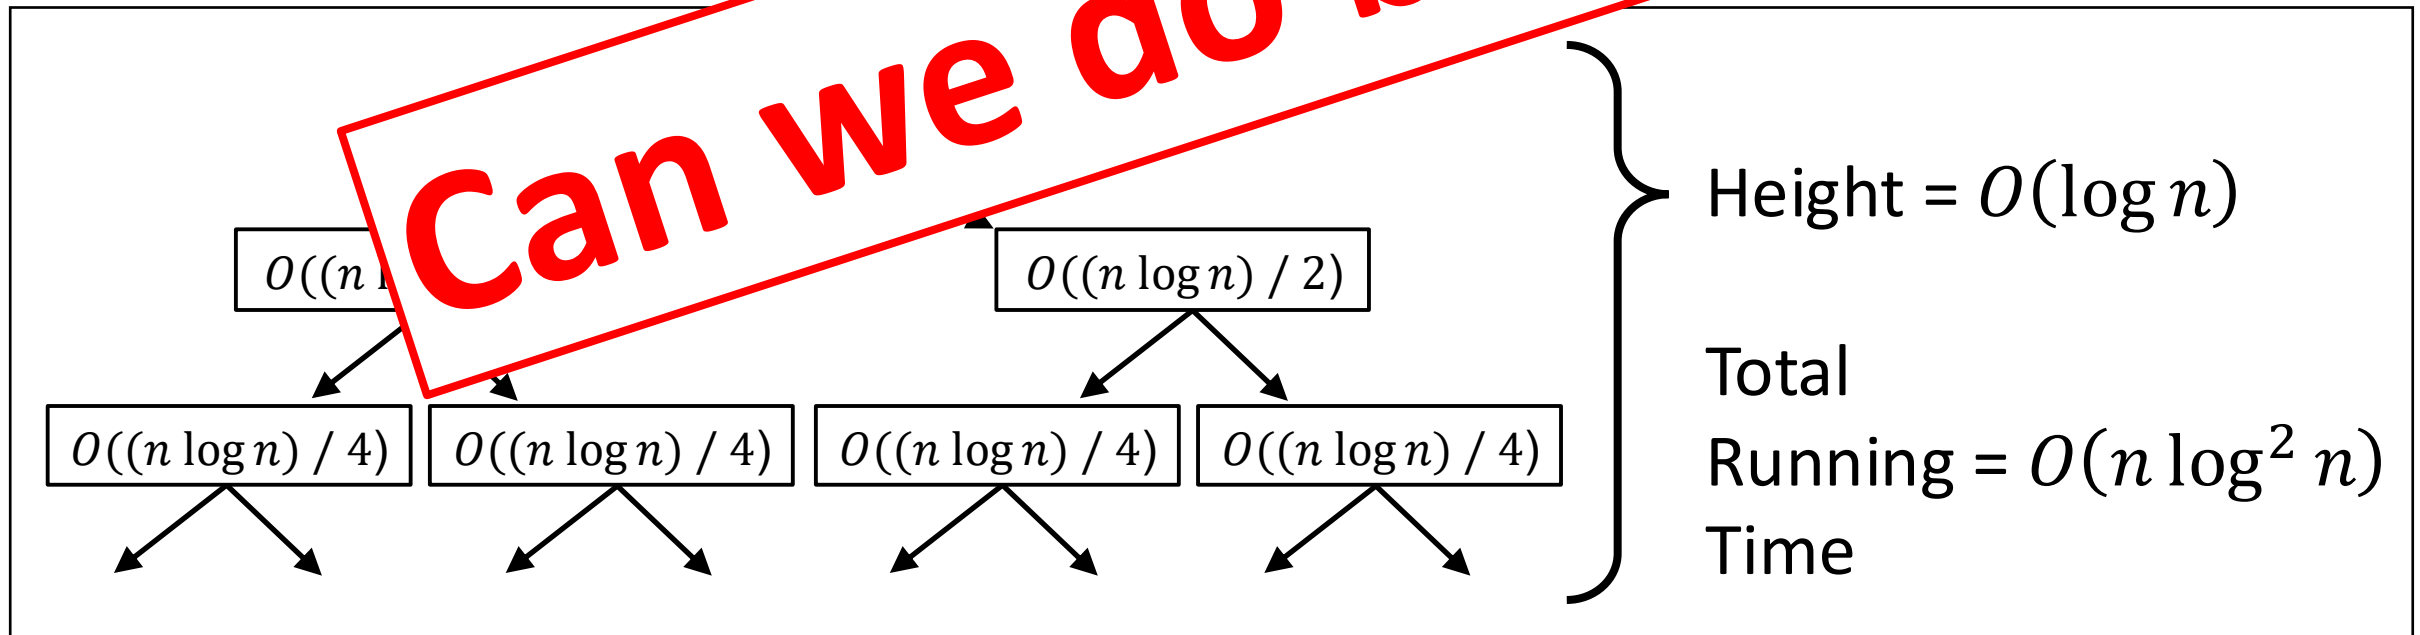 Can we do
Height = O(log n)
O((n
O((n log n) / 2)
Total
Running = O(n log² n)
Time
O((n log n) / 4)
O((n log n) / 4)
O((n log n) / 4)
O((n log n) / 4)